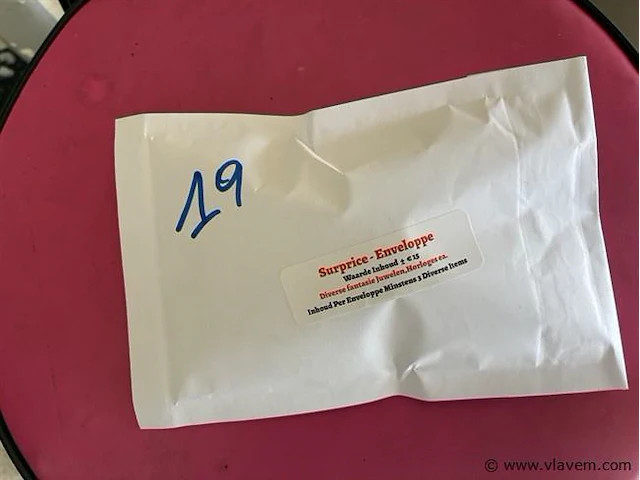 19
Surprice - Enveloppe
Waarde Inhoud ± € 15
Diverse fantasie Juwelen,Horloges ea.
Inhoud Per Enveloppe Minstens 3 Diverse Items
© www.vlavem.com